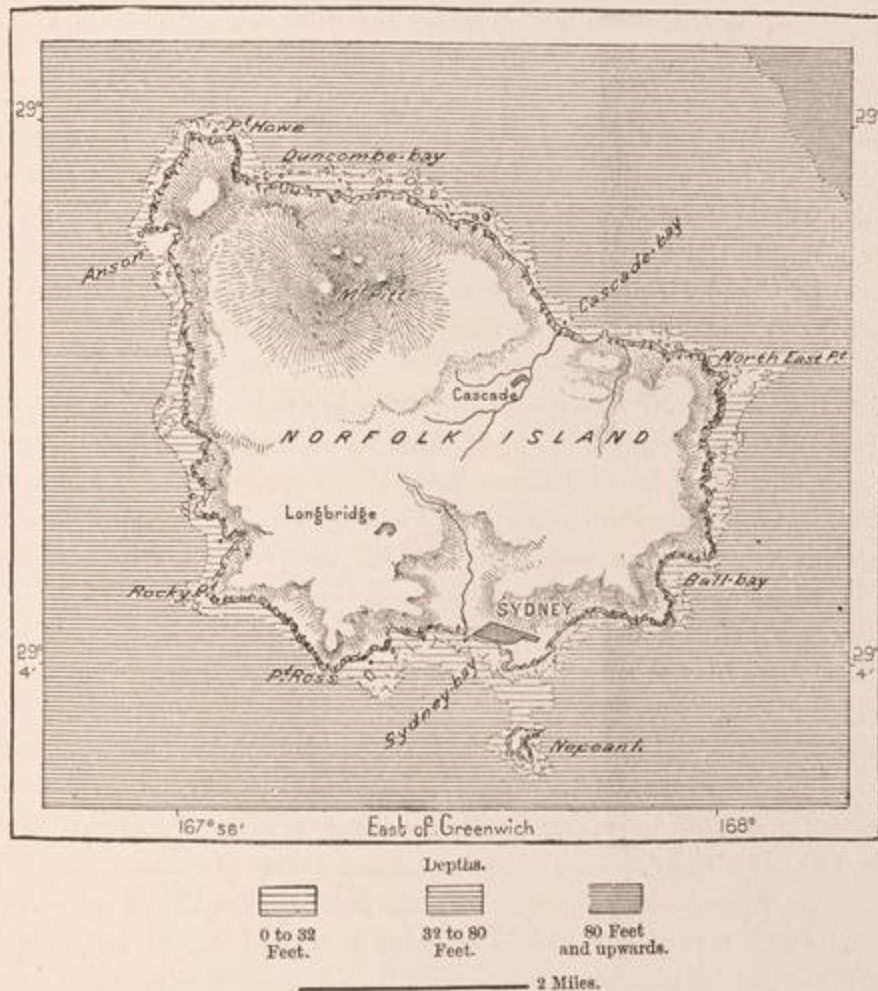 29°
29°
Pt Howe
Duncombe-bay
Anson
Cascade-bay
Mt Pitt
North East Pt
Cascade
NORFOLK ISLAND
Longbridge
Rocky P.
Ball-bay
SYDNEY
29°
4'
29°
4'
Pt Ross
Sydney-bay
Nepean I.
167°56'
East of Greenwich
168°
Depths.
0 to 32
Feet.
32 to 80
Feet.
80 Feet
and upwards.
2 Miles.